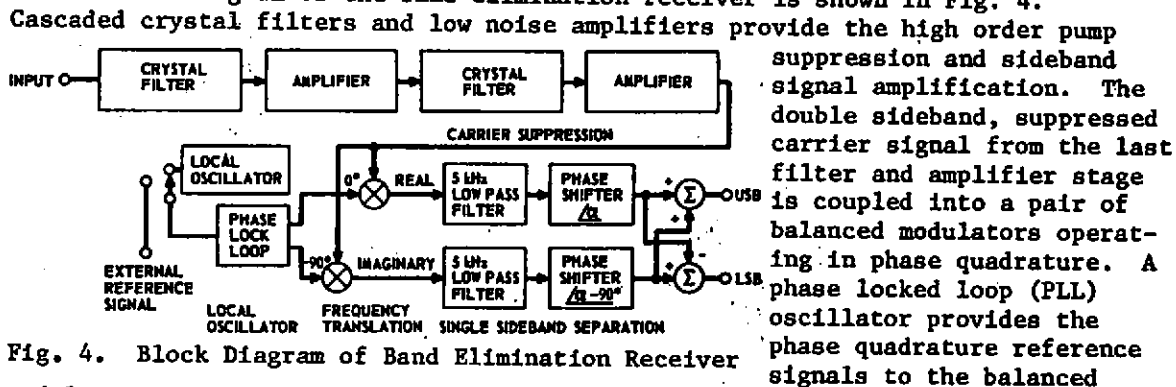 Cascaded crystal filters and low noise amplifiers provide the high order pump
suppression and sideband
signal amplification. The
double sideband, suppressed
carrier signal from the last
filter and amplifier stage
is coupled into a pair of
balanced modulators operat-
ing in phase quadrature. A
phase locked loop (PLL)
oscillator provides the
phase quadrature reference
signals to the balanced
INPUT
CRYSTAL
FILTER
AMPLIFIER
CRYSTAL
FILTER
AMPLIFIER
CARRIER SUPPRESSION
LOCAL
OSCILLATOR
0°
REAL
5 kHz
LOW PASS
FILTER
PHASE
SHIFTER
/α
+
Σ
USB
+
PHASE
LOCK
LOOP
-90°
IMAGINARY
5 kHz
LOW PASS
FILTER
PHASE
SHIFTER
/α -90°
-
+
Σ
LSB
EXTERNAL
REFERENCE
SIGNAL
LOCAL
OSCILLATOR
FREQUENCY
TRANSLATION
SINGLE SIDEBAND SEPARATION
Fig. 4. Block Diagram of Band Elimination Receiver